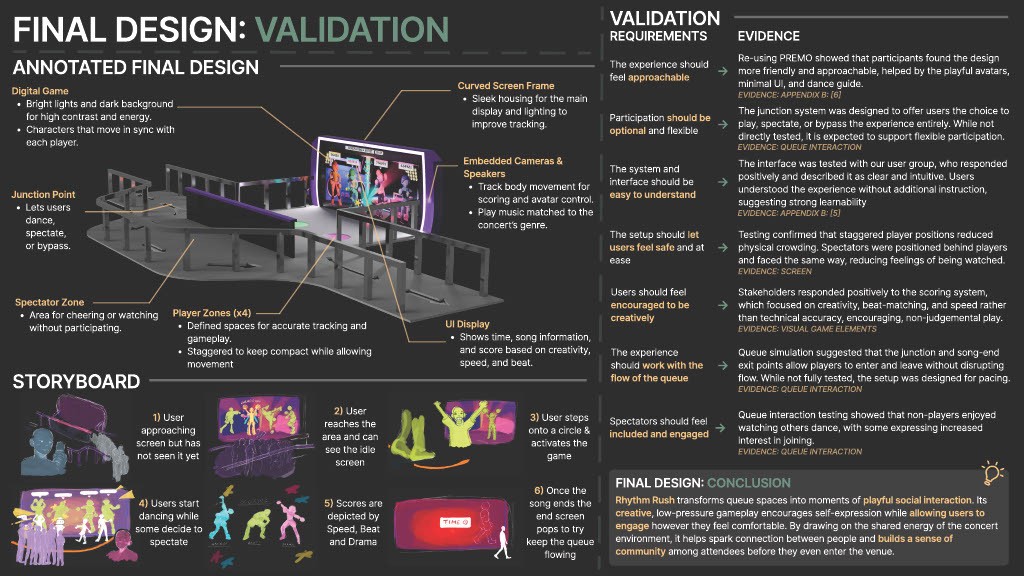 FINAL DESIGN: VALIDATION
ANNOTATED FINAL DESIGN
Digital Game
• Bright lights and dark background
for high contrast and energy.
• Characters that move in sync with
each player.
Curved Screen Frame
• Sleek housing for the main
display and lighting to
improve tracking.
Embedded Cameras &
Speakers
• Track body movement for
scoring and avatar control.
• Play music matched to the
concert's genre.
Junction Point
• Lets users
dance,
spectate,
or bypass.
Spectator Zone
• Area for cheering or watching
without participating.
Player Zones (x4)
• Defined spaces for accurate tracking and
gameplay.
• Staggered to keep compact while allowing
movement
UI Display
• Shows time, song information,
and score based on creativity,
speed, and beat.
STORYBOARD
1) User
approaching
screen but has
not seen it yet
2) User
reaches the
area and can
see the idle
screen
3) User steps
onto a circle &
activates the
game
4) Users start
dancing while
some decide to
spectate
5) Scores are
depicted by
Speed, Beat
and Drama
6) Once the
song ends the
end screen
pops to try
keep the queue
flowing
VALIDATION
REQUIREMENTS
EVIDENCE
The experience should
feel approachable
Re-using PREMO showed that participants found the design
more friendly and approachable, helped by the playful avatars,
minimal UI, and dance guide.
EVIDENCE: APPENDIX B: [6]
Participation should be
optional and flexible
The junction system was designed to offer users the choice to
play, spectate, or bypass the experience entirely. While not
directly tested, it is expected to support flexible participation.
EVIDENCE: QUEUE INTERACTION
The system and
interface should be
easy to understand
The interface was tested with our user group, who responded
positively and described it as clear and intuitive. Users
understood the experience without additional instruction,
suggesting strong learnability
EVIDENCE: APPENDIX B: [5]
The setup should let
users feel safe and at
ease
Testing confirmed that staggered player positions reduced
physical crowding. Spectators were positioned behind players
and faced the same way, reducing feelings of being watched.
EVIDENCE: SCREEN
Users should feel
encouraged to be
creatively
Stakeholders responded positively to the scoring system,
which focused on creativity, beat-matching, and speed rather
than technical accuracy, encouraging, non-judgemental play.
EVIDENCE: VISUAL GAME ELEMENTS
The experience
should work with the
flow of the queue
Queue simulation suggested that the junction and song-end
exit points allow players to enter and leave without disrupting
flow. While not fully tested, the setup was designed for pacing.
EVIDENCE: QUEUE INTERACTION
Spectators should feel
included and engaged
Queue interaction testing showed that non-players enjoyed
watching others dance, with some expressing increased
interest in joining.
EVIDENCE: QUEUE INTERACTION
FINAL DESIGN: CONCLUSION
Rhythm Rush transforms queue spaces into moments of playful social interaction. Its
creative, low-pressure gameplay encourages self-expression while allowing users to
engage however they feel comfortable. By drawing on the shared energy of the concert
environment, it helps spark connection between people and builds a sense of
community among attendees before they even enter the venue.